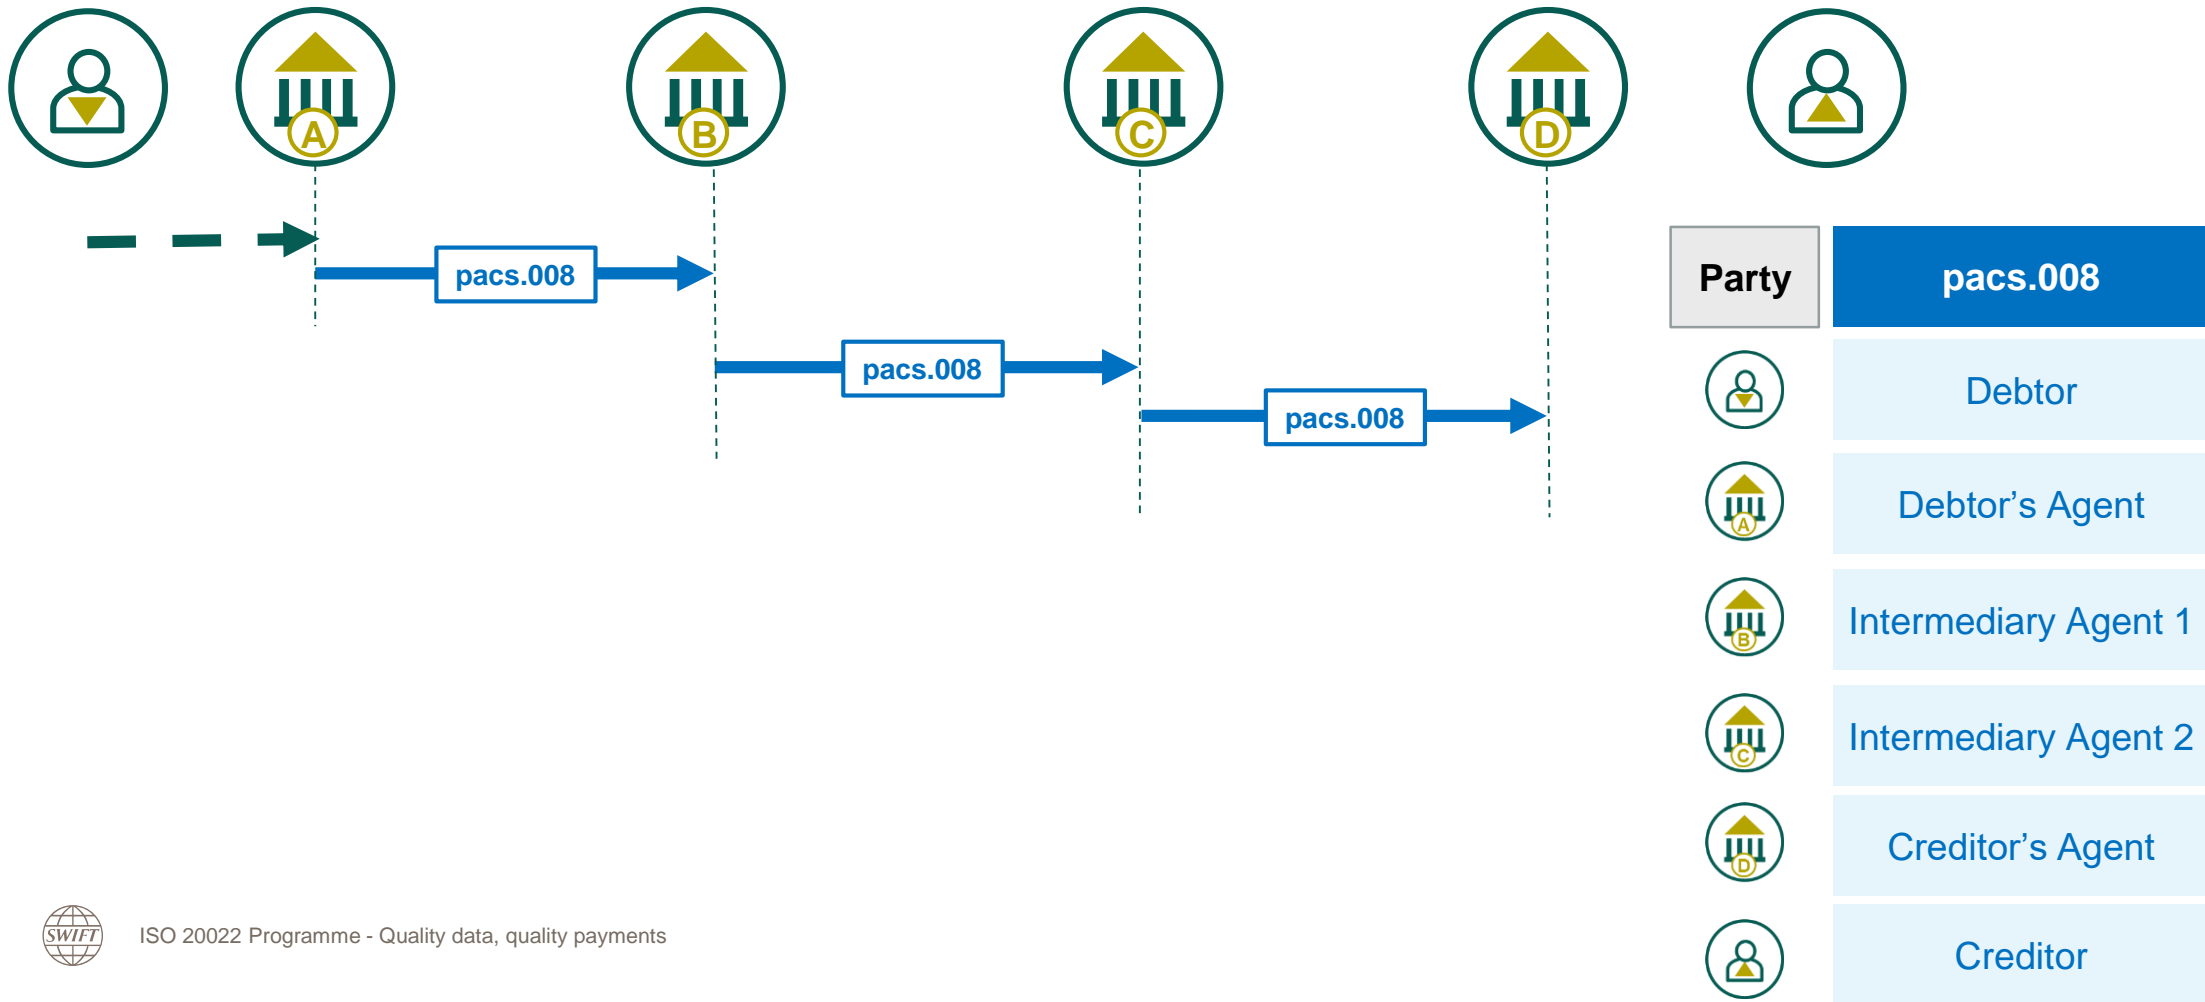 A
B
C
D
pacs.008
pacs.008
pacs.008
Party
pacs.008
Debtor
A
Debtor’s Agent
B
Intermediary Agent 1
C
Intermediary Agent 2
D
Creditor’s Agent
Creditor
SWIFT
ISO 20022 Programme - Quality data, quality payments